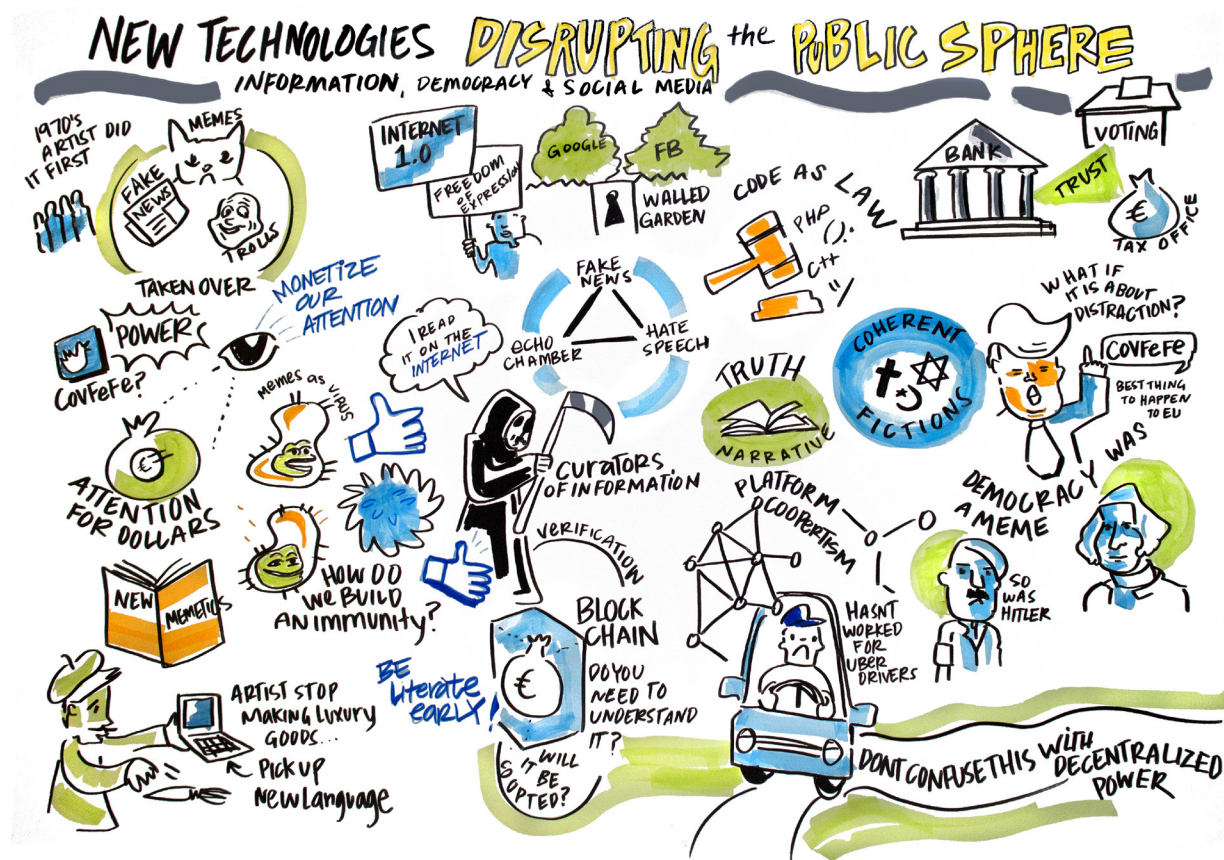 NEW TECHNOLOGIES DISRUPTING the PUBLIC SPHERE
INFORMATION, DEMOCRACY & SOCIAL MEDIA
1970's
ARTIST DID
IT FIRST
MEMES
FAKE
NEWS
TROLLS
TAKEN OVER
POWER
COVFEFE?
MONETIZE
OUR
ATTENTION
INTERNET
1.0
FREEDOM
OF
EXPRESSION
GOOGLE
FB
WALLED
GARDEN
CODE AS LAW
PHP
();
C++
"/
BANK
VOTING
TRUST
€
TAX OFFICE
FAKE
NEWS
ECHO
CHAMBER
HATE
SPEECH
I READ
IT ON THE
INTERNET
MEMES as VIRUS
€
ATTENTION
FOR DOLLARS
CURATORS
OF INFORMATION
VERIFICATION
TRUTH
NARRATIVE
COHERENT
FICTIONS
WHAT IF
IT IS ABOUT
DISTRACTION?
COVFEFE
BEST THING
TO HAPPEN
TO EU
DEMOCRACY WAS
A MEME
SO
WAS
HITLER
PLATFORM
COOPERTISM
HASNT
WORKED
FOR
UBER
DRIVERS
NEW
MEMETICS
HOW DO
WE BUILD
AN IMMUNITY?
BE
Literate
EARLY!
BLOCK
CHAIN
€
DO YOU
NEED TO
UNDERSTAND
IT?
IT WILL
BE
SO OPTED?
ARTIST STOP
MAKING LUXURY
GOODS...
PICK UP
New Language
DONT CONFUSE THIS WITH
DECENTRALIZED
POWER